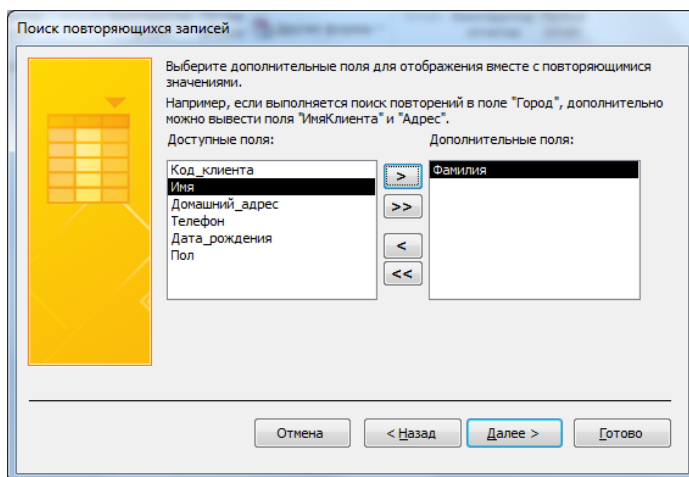 Поиск повторяющихся записей
Выберите дополнительные поля для отображения вместе с повторяющимися
значениями.
Например, если выполняется поиск повторений в поле "Город", дополнительно
можно вывести поля "ИмяКлиента" и "Адрес".
Доступные поля:
Дополнительные поля:
Код_клиента
Имя
Домашний_адрес
Телефон
Дата_рождения
Пол
>
>>
<
<<
Фамилия
Отмена
< Назад
Далее >
Готово